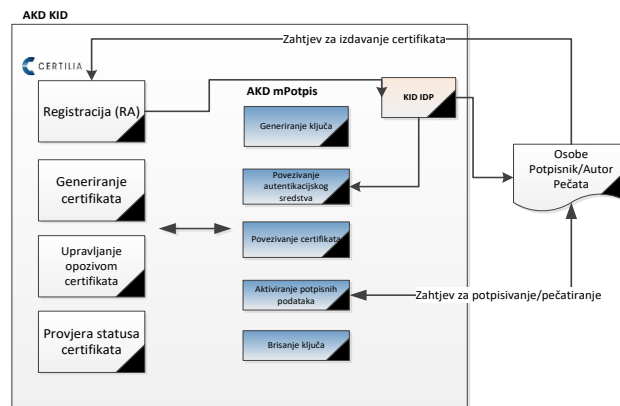 AKD KID
Zahtjev za izdavanje certifikata
CERTILIA
Registracija (RA)
AKD mPotpis
KID IDP
Generiranje ključa
Osobe
Potpisnik/Autor
Pečata
Generiranje
certifikata
Povezivanje
autentikacijskog
sredstva
Povezivanje certifikata
Upravljanje
opozivom
certifikata
Aktiviranje potpisnih
podataka
Zahtjev za potpisivanje/pečatiranje
Provjera statusa
certifikata
Brisanje ključa